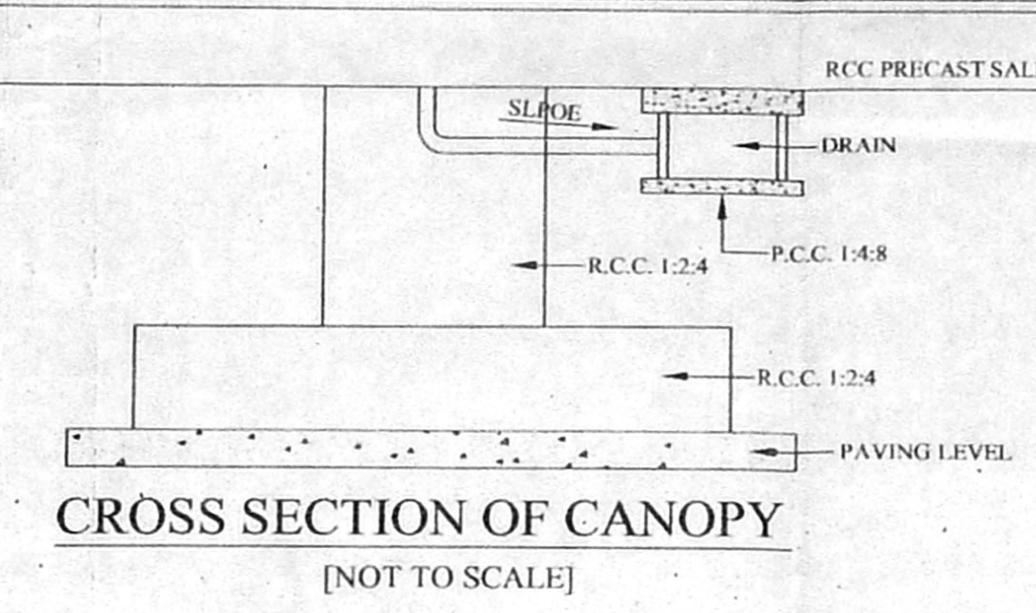 RCC PRECAST SAL
SLPOE
DRAIN
P.C.C. 1:4:8
R.C.C. 1:2:4
R.C.C. 1:2:4
PAVING LEVEL
CROSS SECTION OF CANOPY
[NOT TO SCALE]